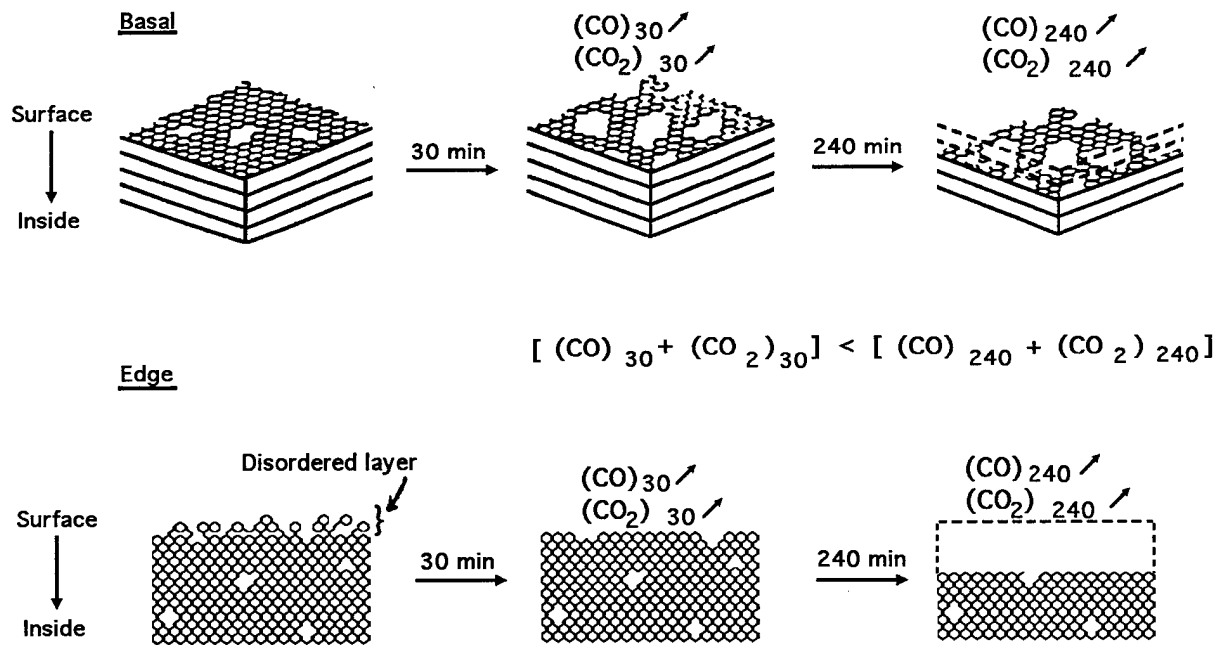 Basal
(CO)30
(CO2) 30
(CO)240
(CO2) 240
Surface
Inside
30 min
240 min
[ (CO) 30 + (CO 2)30] < [ (CO) 240 + (CO 2) 240]
Edge
Disordered layer
(CO)30
(CO2) 30
(CO)240
(CO2) 240
Surface
Inside
30 min
240 min